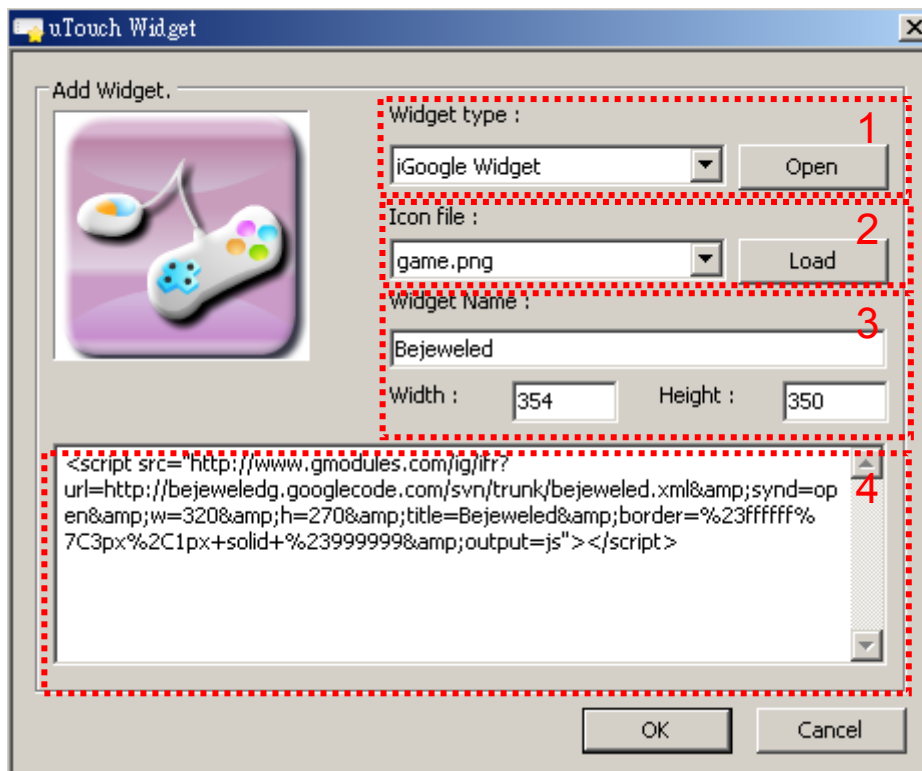 uTouch Widget
Add Widget.
Widget type :
1
iGoogle Widget
Open
Icon file :
2
game.png
Load
Widget Name :
3
Bejeweled
Width :
354
Height :
350
4
<script src="http://www.gmodules.com/ig/ifr?
url=http://bejeweledg.googlecode.com/svn/trunk/bejeweled.xml&amp;synd=op
en&amp;w=320&amp;h=270&amp;title=Bejeweled&amp;border=%23ffffff%
7C3px%2C1px+solid+%23999999&amp;output=js"></script>
OK
Cancel